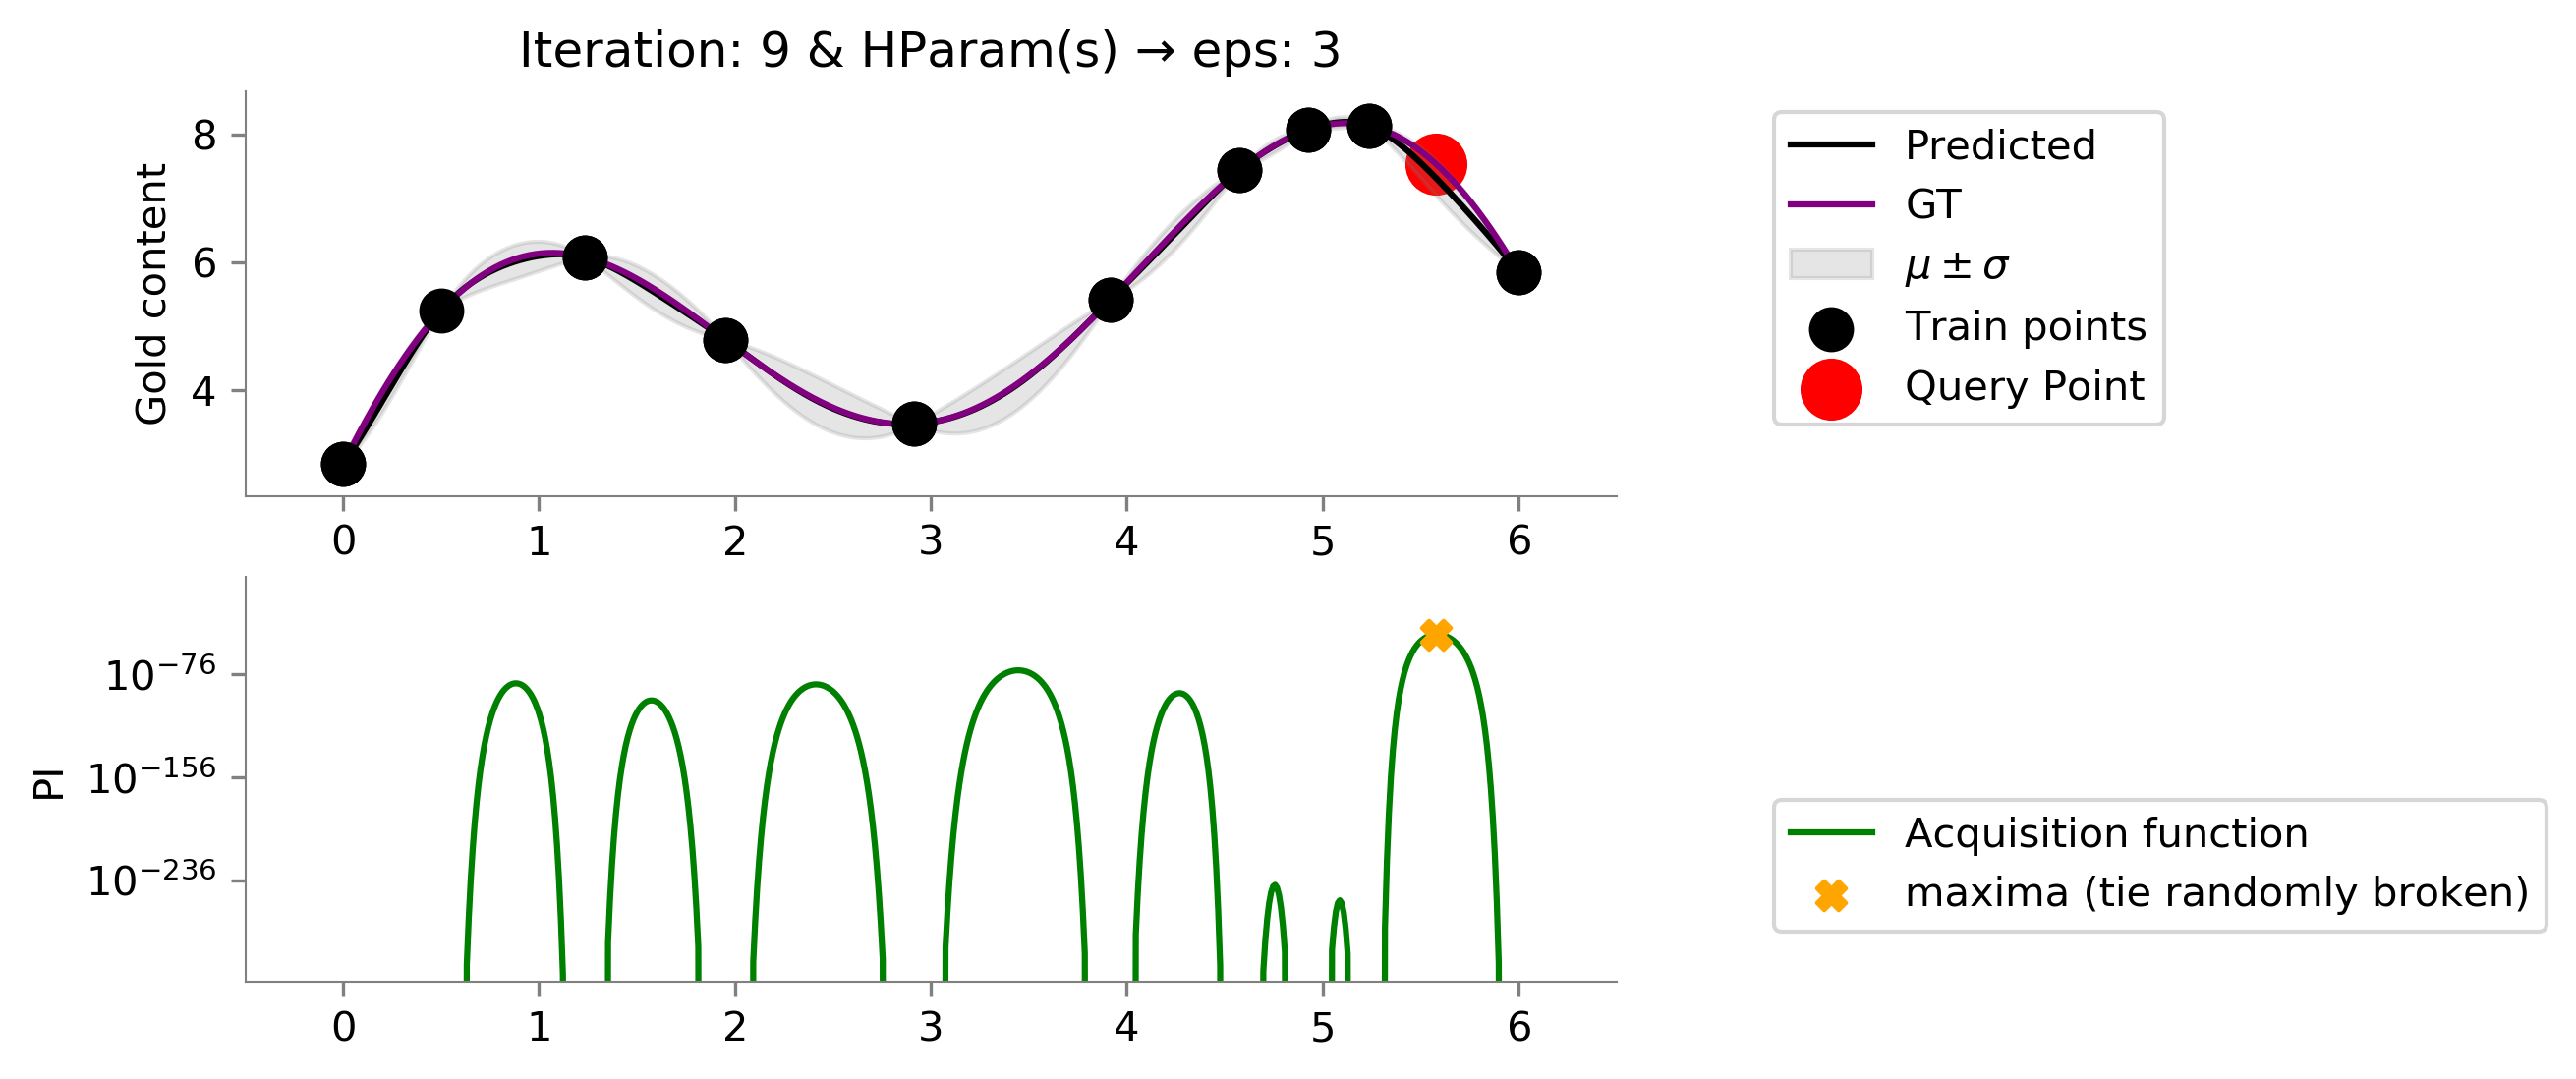 Iteration: 9 & HParam(s) → eps: 3
Gold content
8
6
4
0 1 2 3 4 5 6
Predicted
GT
μ ± σ
Train points
Query Point
PI
10⁻⁷⁶
10⁻¹⁵⁶
10⁻²³⁶
0 1 2 3 4 5 6
Acquisition function
maxima (tie randomly broken)